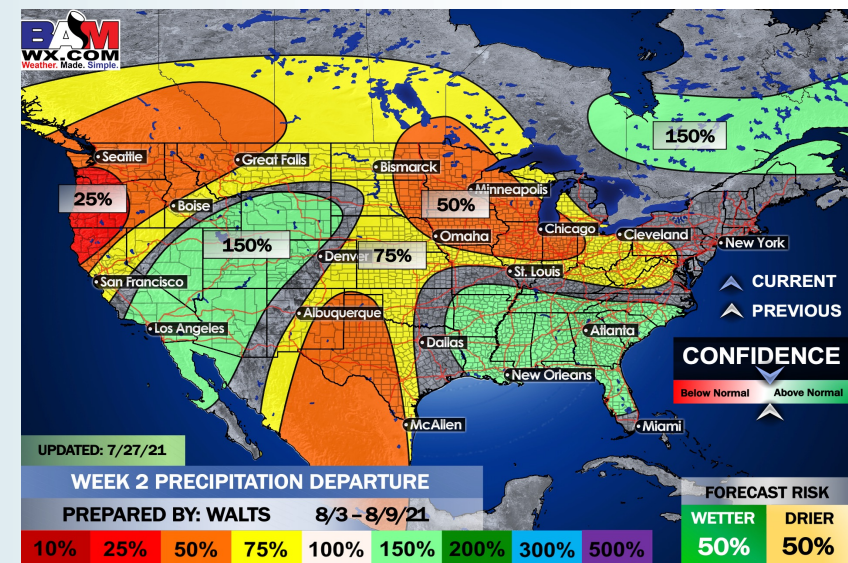 BAM
WX.COM
Weather. Made. Simple.
150%
Seattle
Great Falls
Bismarck
25%
Minneapolis
Boise
50%
Chicago
Cleveland
150%
Omaha
New York
Denver
75%
St. Louis
San Francisco
CURRENT
PREVIOUS
Albuquerque
Los Angeles
Atlanta
Dallas
CONFIDENCE
New Orleans
Below Normal
Above Normal
McAllen
Miami
UPDATED: 7/27/21
WEEK 2 PRECIPITATION DEPARTURE
PREPARED BY: WALTS 8/3 - 8/9/21
10% 25% 50% 75% 100% 150% 200% 300% 500%
FORECAST RISK
WETTER DRIER
50% 50%